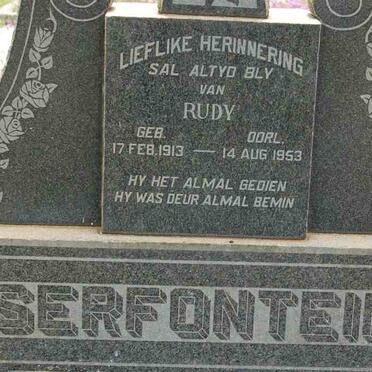 LIEFLIKE HERINNERING
SAL ALTYD BLY
VAN
RUDY
GEB. OORL.
17 FEB. 1913 — 14 AUG 1953
HY HET ALMAL GEDIEN
HY WAS DEUR ALMAL BEMIN
SERFONTEI